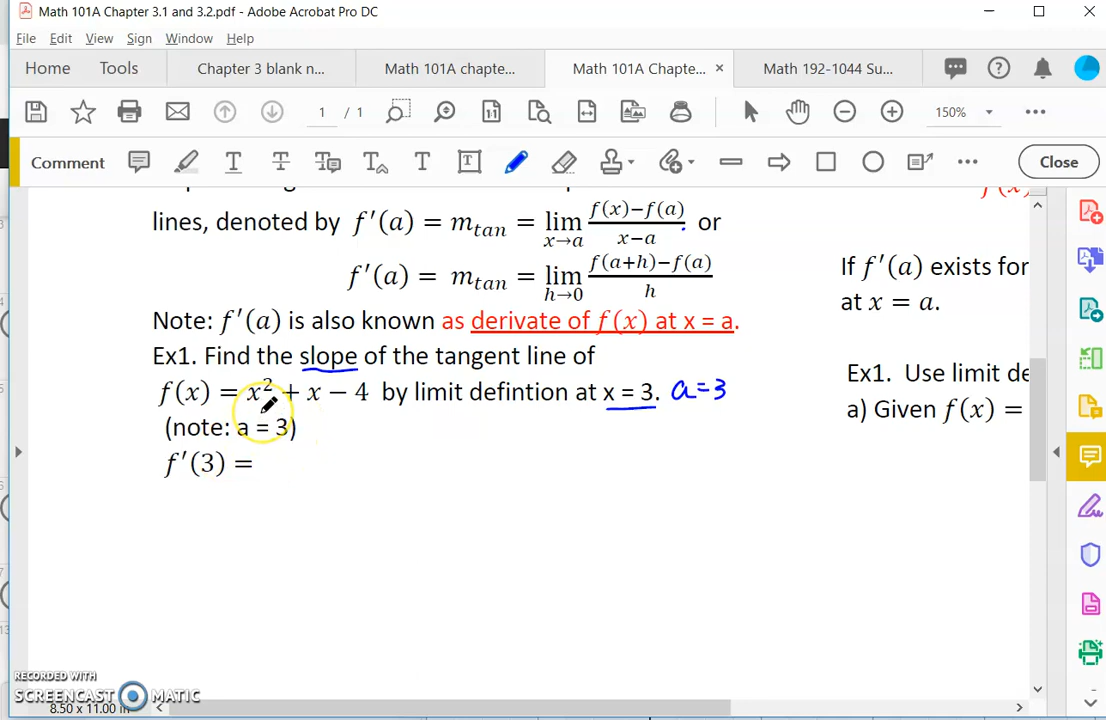 Math 101A Chapter 3.1 and 3.2.pdf - Adobe Acrobat Pro DC
File Edit View Sign Window Help
Home Tools Chapter 3 blank n... Math 101A chapte... Math 101A Chapte... × Math 192-1044 Su...
1 / 1 150%
Comment Close
lines, denoted by f'(a) = m_tan = lim x→a f(x)−f(a) / x−a . or
f'(a) = m_tan = lim h→0 f(a+h)−f(a) / h
Note: f'(a) is also known as derivate of f(x) at x = a.
Ex1. Find the slope of the tangent line of
f(x) = x² + x − 4 by limit defintion at x = 3. a=3
(note: a = 3)
f'(3) =
f(x)
If f'(a) exists for
at x = a.
Ex1. Use limit de
a) Given f(x) =
RECORDED WITH
SCREENCAST MATIC
8.50 x 11.00 in